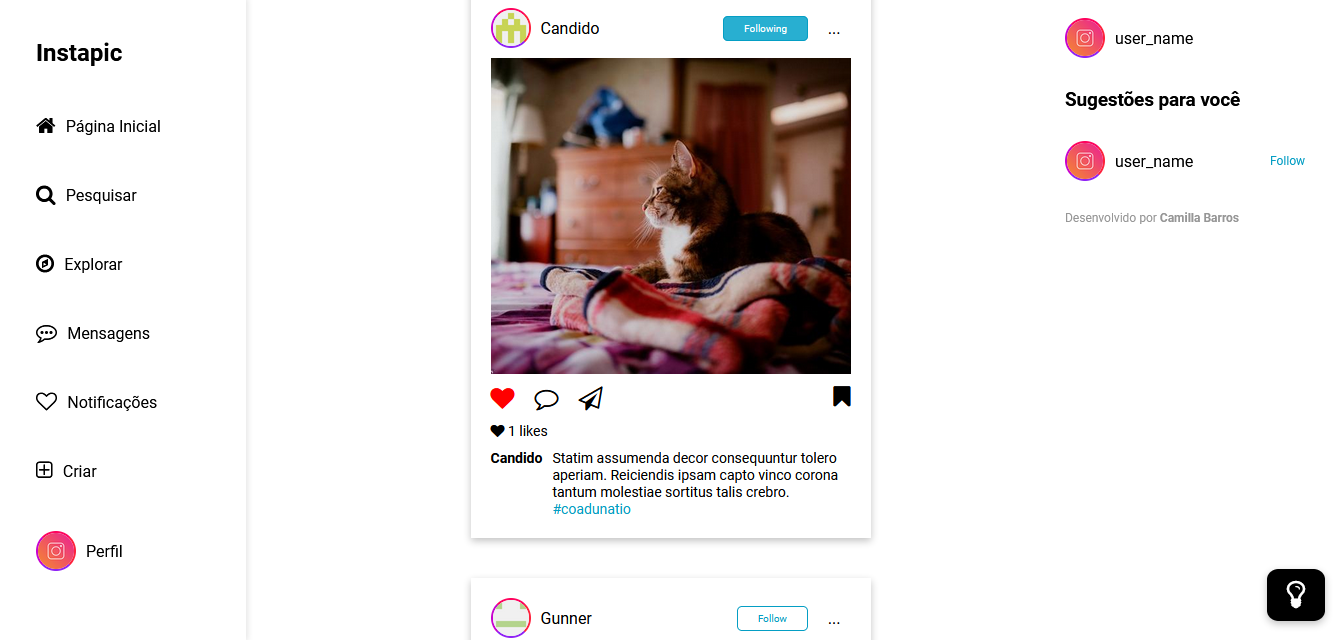 Instapic
Página Inicial
Pesquisar
Explorar
Mensagens
Notificações
Criar
Perfil
Candido
Following
...
1 likes
Candido Statim assumenda decor consequuntur tolero
aperiam. Reiciendis ipsam capto vinco corona
tantum molestiae sortitus talis crebro.
#coadunatio
Gunner
Follow
...
user_name
Sugestões para você
user_name
Follow
Desenvolvido por Camilla Barros